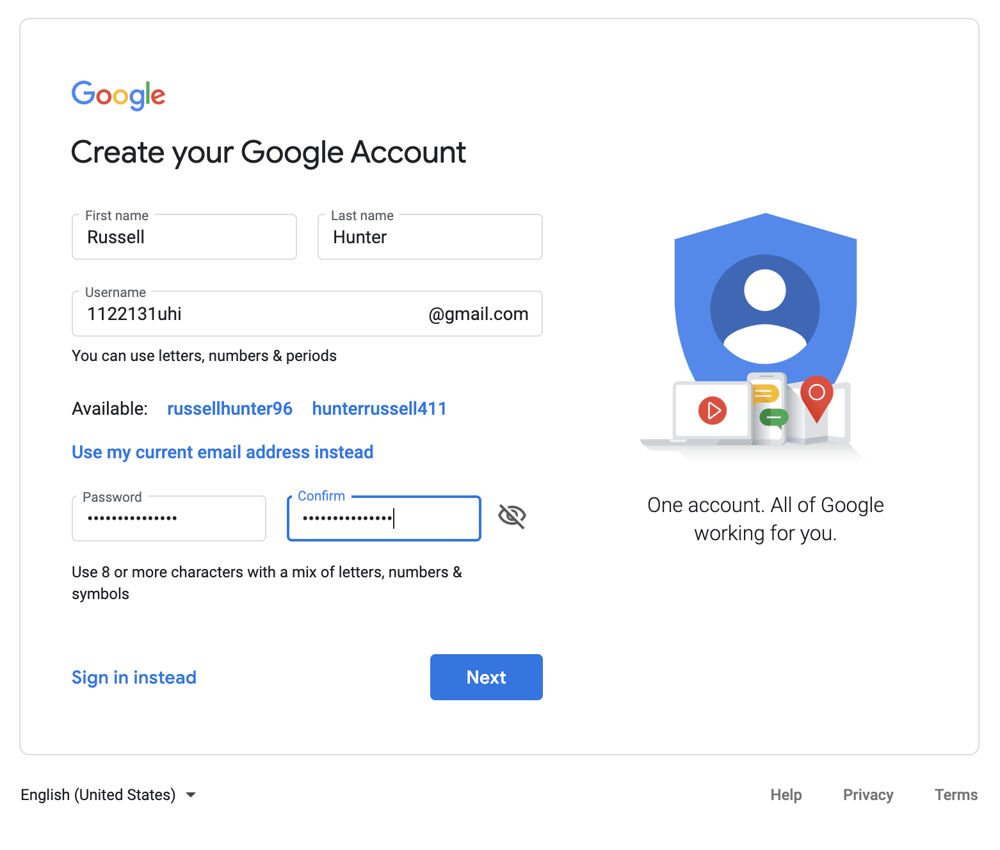 Google
Create your Google Account
First name
Russell
Last name
Hunter
Username
1122131uhi
@gmail.com
You can use letters, numbers & periods
Available: russellhunter96 hunterrussell411
Use my current email address instead
Password
••••••••••••••
Confirm
••••••••••••••
Use 8 or more characters with a mix of letters, numbers &
symbols
Sign in instead
Next
One account. All of Google
working for you.
English (United States)
Help
Privacy
Terms